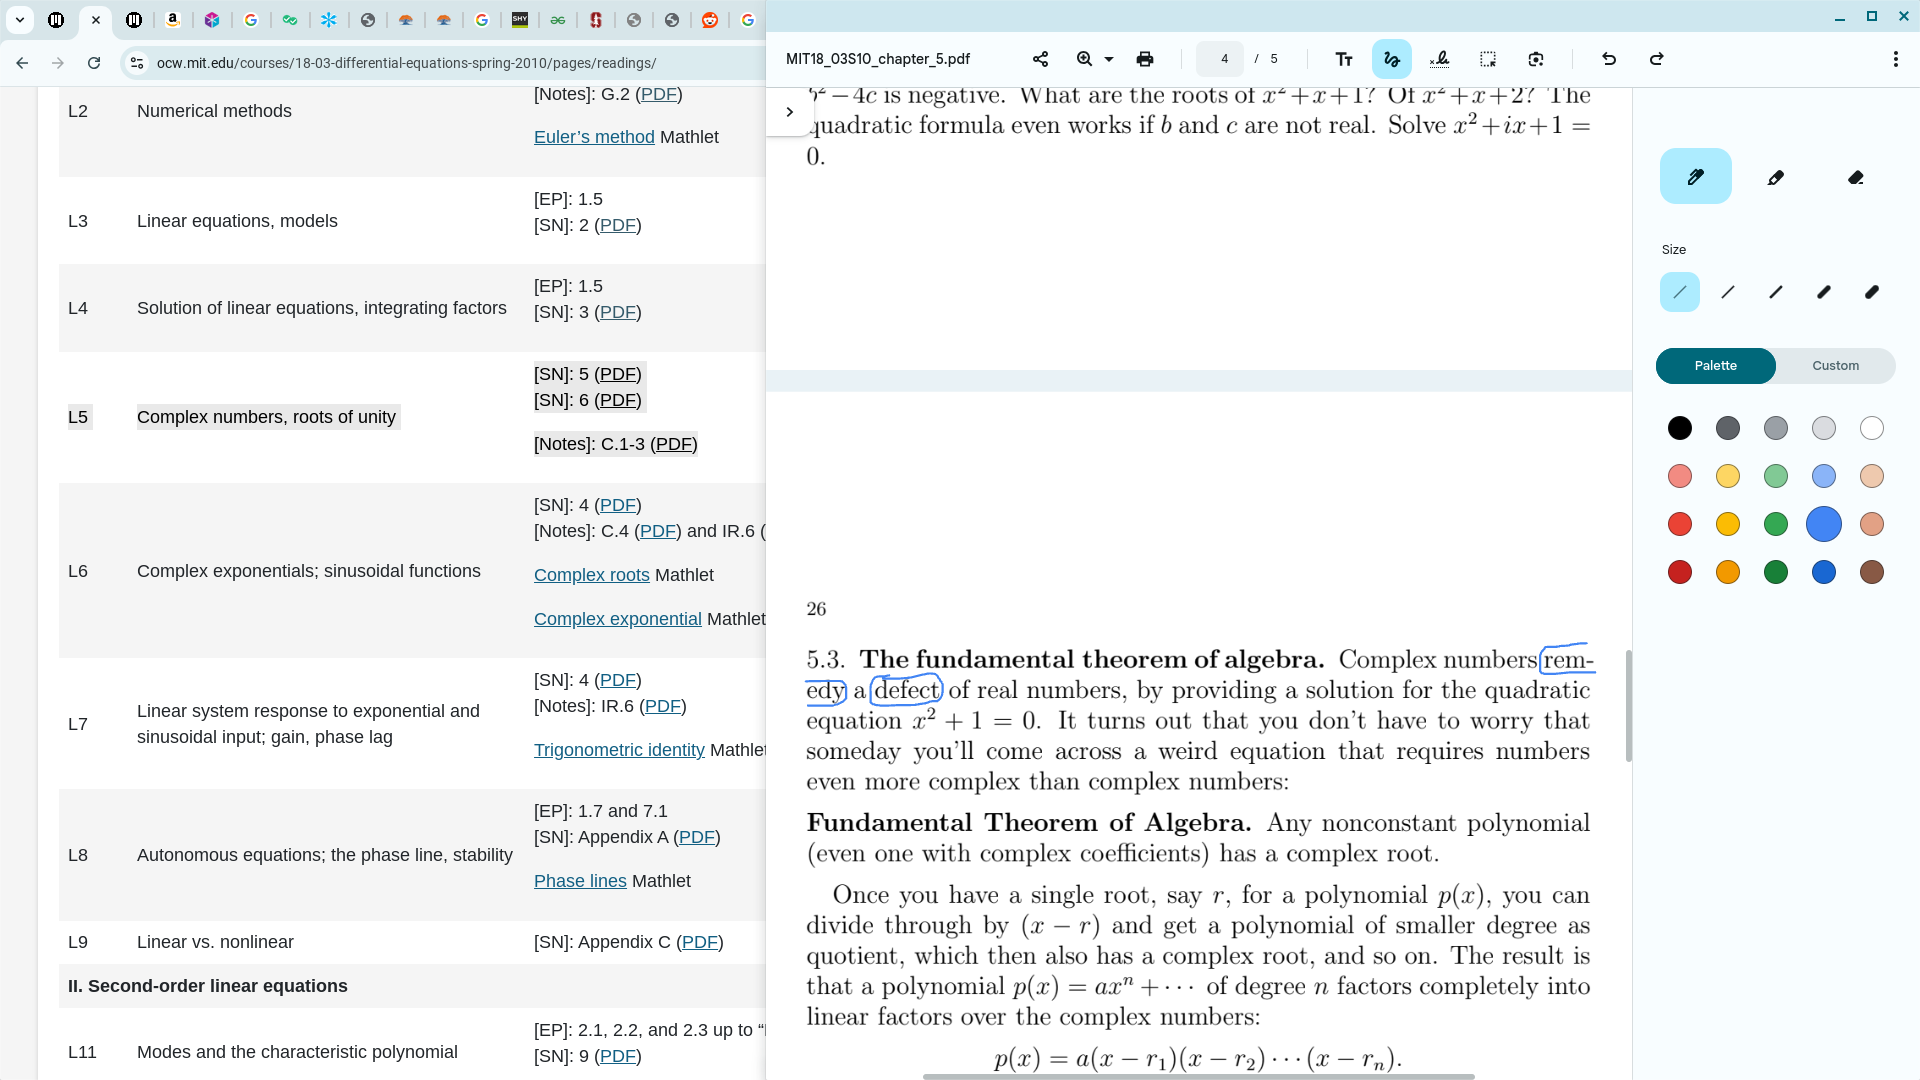 ocw.mit.edu/courses/18-03-differential-equations-spring-2010/pages/readings/
L2 Numerical methods
[Notes]: G.2 (PDF)
Euler’s method Mathlet
L3 Linear equations, models
[EP]: 1.5
[SN]: 2 (PDF)
L4 Solution of linear equations, integrating factors
[EP]: 1.5
[SN]: 3 (PDF)
L5 Complex numbers, roots of unity
[SN]: 5 (PDF)
[SN]: 6 (PDF)
[Notes]: C.1-3 (PDF)
L6 Complex exponentials; sinusoidal functions
[SN]: 4 (PDF)
[Notes]: C.4 (PDF) and IR.6 (
Complex roots Mathlet
Complex exponential Mathlet
L7 Linear system response to exponential and
sinusoidal input; gain, phase lag
[SN]: 4 (PDF)
[Notes]: IR.6 (PDF)
Trigonometric identity Mathlet
L8 Autonomous equations; the phase line, stability
[EP]: 1.7 and 7.1
[SN]: Appendix A (PDF)
Phase lines Mathlet
L9 Linear vs. nonlinear
[SN]: Appendix C (PDF)
II. Second-order linear equations
L11 Modes and the characteristic polynomial
[EP]: 2.1, 2.2, and 2.3 up to “
[SN]: 9 (PDF)
MIT18_03S10_chapter_5.pdf
4 / 5
b² − 4c is negative. What are the roots of x² + x + 1? Of x² + x + 2? The
quadratic formula even works if b and c are not real. Solve x² + ix + 1 =
0.
26
5.3. The fundamental theorem of algebra. Complex numbers rem-
edy a defect of real numbers, by providing a solution for the quadratic
equation x² + 1 = 0. It turns out that you don’t have to worry that
someday you’ll come across a weird equation that requires numbers
even more complex than complex numbers:
Fundamental Theorem of Algebra. Any nonconstant polynomial
(even one with complex coefficients) has a complex root.
Once you have a single root, say r, for a polynomial p(x), you can
divide through by (x − r) and get a polynomial of smaller degree as
quotient, which then also has a complex root, and so on. The result is
that a polynomial p(x) = axⁿ + · · · of degree n factors completely into
linear factors over the complex numbers:
p(x) = a(x − r₁)(x − r₂) · · · (x − rₙ).
Size
Palette
Custom